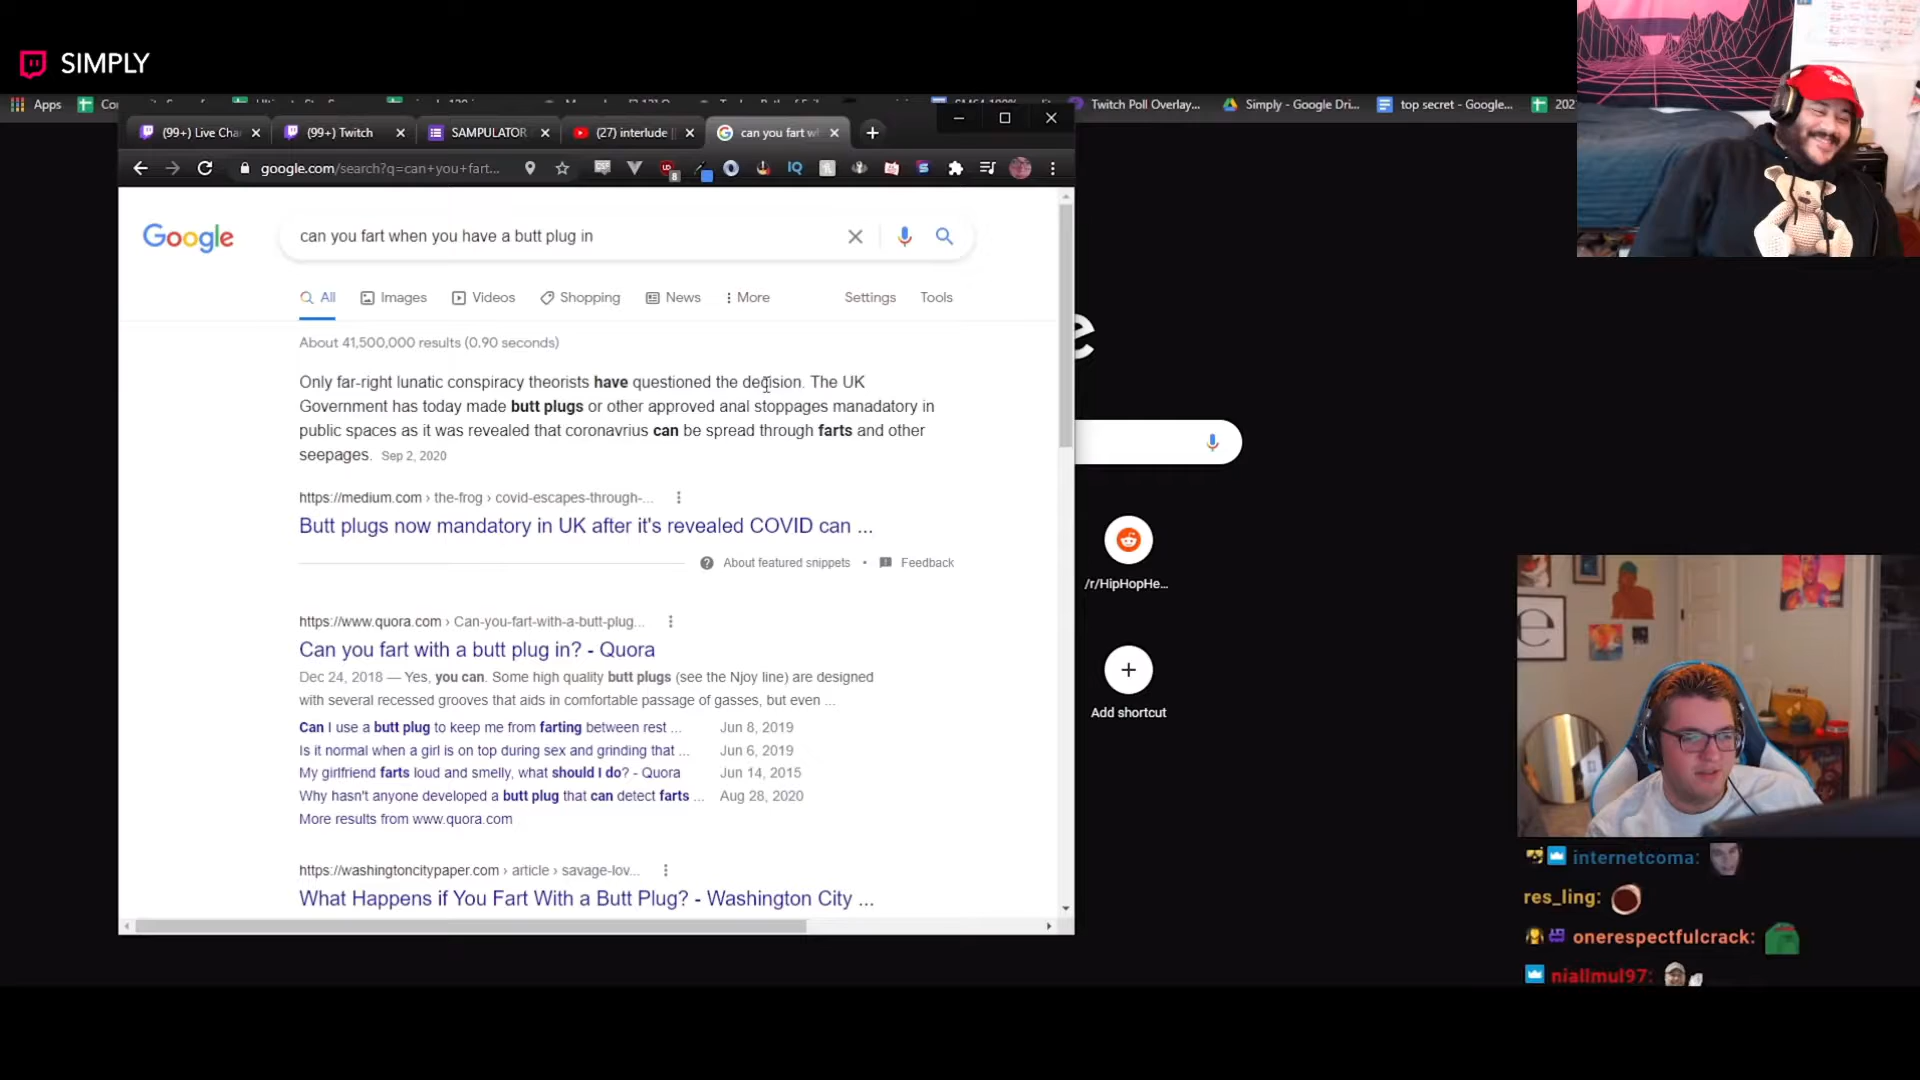 SIMPLY
Apps
Twitch Poll Overlay...
Simply - Google Dri...
top secret - Google...
(99+) Live Cha
(99+) Twitch
SAMPULATOR
(27) interlude
can you fart w
google.com/search?q=can+you+fart...
IQ
8
Google
can you fart when you have a butt plug in
All
Images
Videos
Shopping
News
More
Settings
Tools
About 41,500,000 results (0.90 seconds)
Only far-right lunatic conspiracy theorists have questioned the decision. The UK
Government has today made butt plugs or other approved anal stoppages manadatory in
public spaces as it was revealed that coronavrius can be spread through farts and other
seepages. Sep 2, 2020
https://medium.com › the-frog › covid-escapes-through-...
Butt plugs now mandatory in UK after it's revealed COVID can ...
About featured snippets • Feedback
https://www.quora.com › Can-you-fart-with-a-butt-plug...
Can you fart with a butt plug in? - Quora
Dec 24, 2018 — Yes, you can. Some high quality butt plugs (see the Njoy line) are designed
with several recessed grooves that aids in comfortable passage of gasses, but even ...
Can I use a butt plug to keep me from farting between rest ... Jun 8, 2019
Is it normal when a girl is on top during sex and grinding that ... Jun 6, 2019
My girlfriend farts loud and smelly, what should I do? - Quora Jun 14, 2015
Why hasn't anyone developed a butt plug that can detect farts ... Aug 28, 2020
More results from www.quora.com
https://washingtoncitypaper.com › article › savage-lov...
What Happens if You Fart With a Butt Plug? - Washington City ...
e
/r/HipHopHe...
Add shortcut
internetcoma:
res_ling:
onerespectfulcrack:
niallmul97: